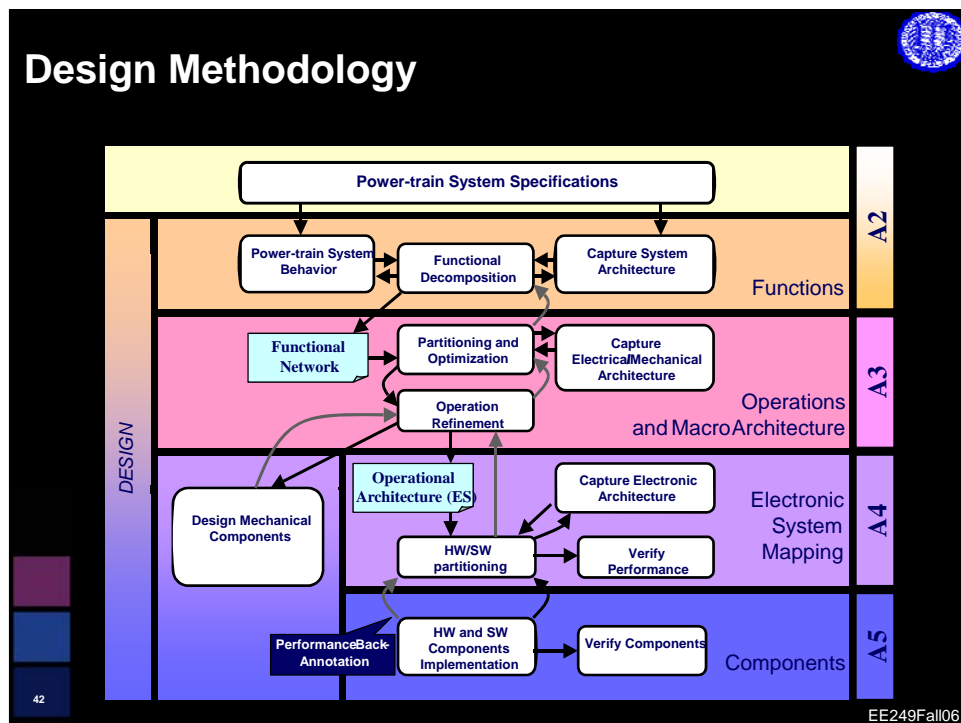 Design Methodology
Power-train System Specifications
A2
Power-train System
Behavior
Functional
Decomposition
Capture System
Architecture
Functions
Functional
Network
Partitioning and
Optimization
Capture
Electrical/Mechanical
Architecture
A3
Operation
Refinement
Operations
and Macro Architecture
DESIGN
Operational
Architecture (ES)
Capture Electronic
Architecture
Electronic
System
Mapping
A4
Design Mechanical
Components
HW/SW
partitioning
Verify
Performance
Performance Back-
Annotation
HW and SW
Components
Implementation
Verify Components
Components
A5
42
EE249Fall06